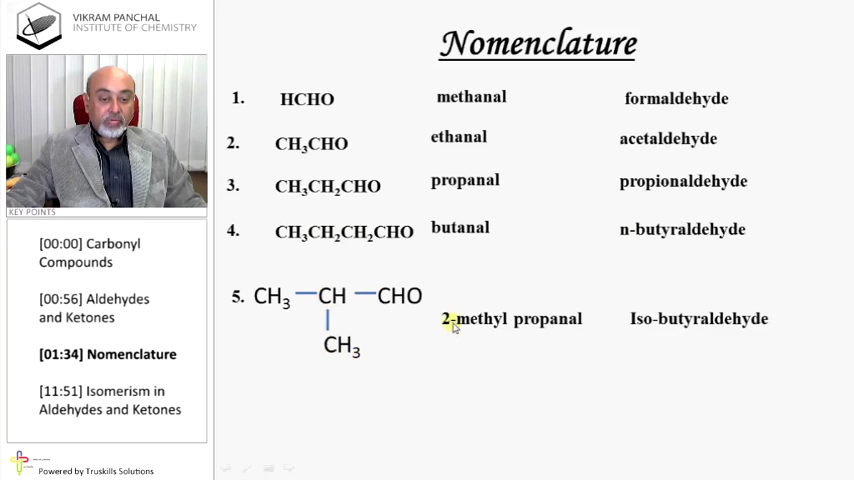 VIKRAM PANCHAL
INSTITUTE OF CHEMISTRY
Nomenclature
1. HCHO methanal formaldehyde
2. CH₃CHO ethanal acetaldehyde
3. CH₃CH₂CHO propanal propionaldehyde
4. CH₃CH₂CH₂CHO butanal n-butyraldehyde
5. CH₃ — CH — CHO
|
CH₃
2-methyl propanal Iso-butyraldehyde
KEY POINTS
[00:00] Carbonyl
Compounds
[00:56] Aldehydes
and Ketones
[01:34] Nomenclature
[11:51] Isomerism in
Aldehydes and Ketones
Powered by Truskills Solutions